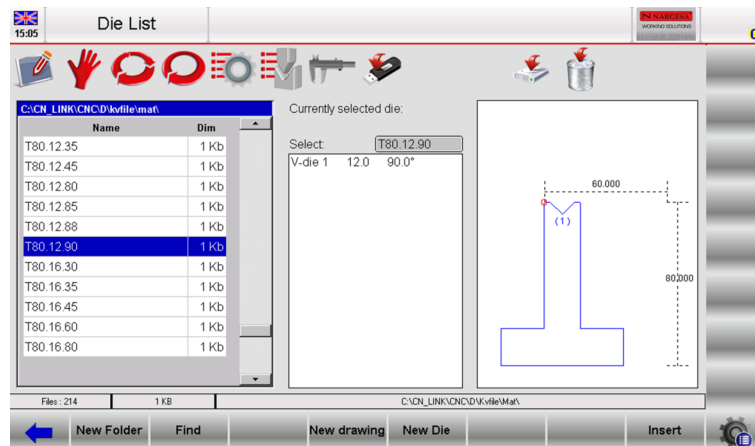 15:05
Die List
N NARGESA
WORKING SOLUTIONS
C:\CN_LINK\CNC\D\kvfile\mat\
Name Dim
T80.12.35 1 Kb
T80.12.45 1 Kb
T80.12.80 1 Kb
T80.12.85 1 Kb
T80.12.88 1 Kb
T80.12.90 1 Kb
T80.16.30 1 Kb
T80.16.35 1 Kb
T80.16.45 1 Kb
T80.16.60 1 Kb
T80.16.80 1 Kb
Currently selected die:
Select: T80.12.90
V-die 1 12.0 90.0°
60.000
(1)
80.000
Files : 214 1 KB C:\CN_LINK\CNC\D\Kvfile\Mat\
New Folder Find New drawing New Die Insert